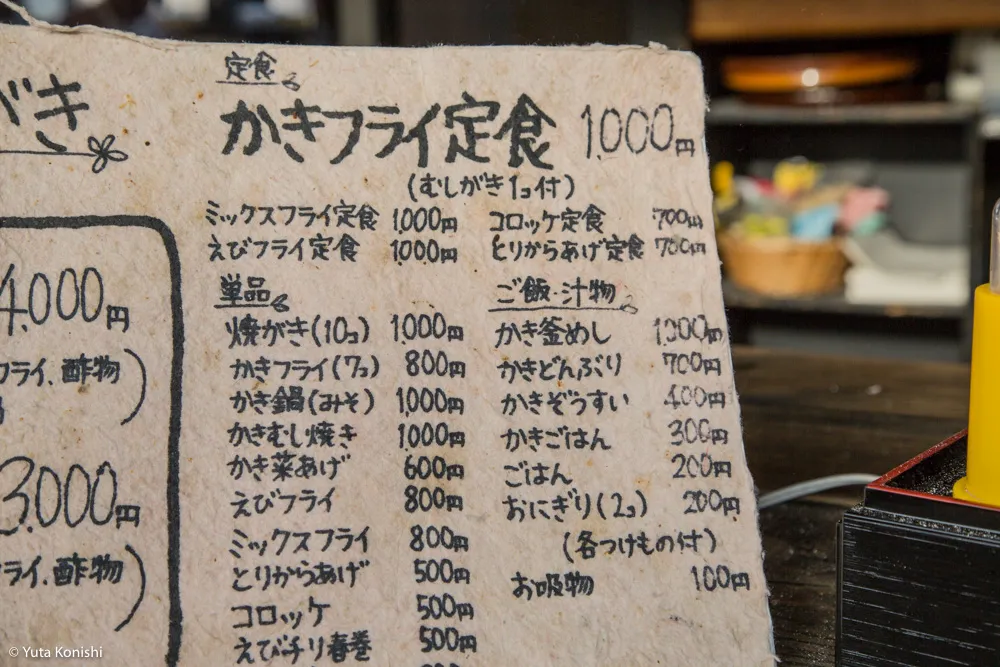 がき
4,000円
フライ、酢物
3,000円
ライ、酢物)
定食
かきフライ定食 1,000円
(むしがき1コ付)
ミックスフライ定食 1,000円
えびフライ定食 1,000円
コロッケ定食 700円
とりからあげ定食 700円
単品
焼がき(10コ) 1,000円
かきフライ(7コ) 800円
かき鍋(みそ) 1,000円
かきむし焼き 1,000円
かき菜あげ 600円
えびフライ 800円
ミックスフライ 800円
とりからあげ 500円
コロッケ 500円
えびチリ春巻 500円
ご飯・汁物
かき釜めし 1,000円
かきどんぶり 700円
かきぞうすい 400円
かきごはん 300円
ごはん 200円
おにぎり(2コ) 200円
(各つけもの付)
お吸物 100円
© Yuta Konishi